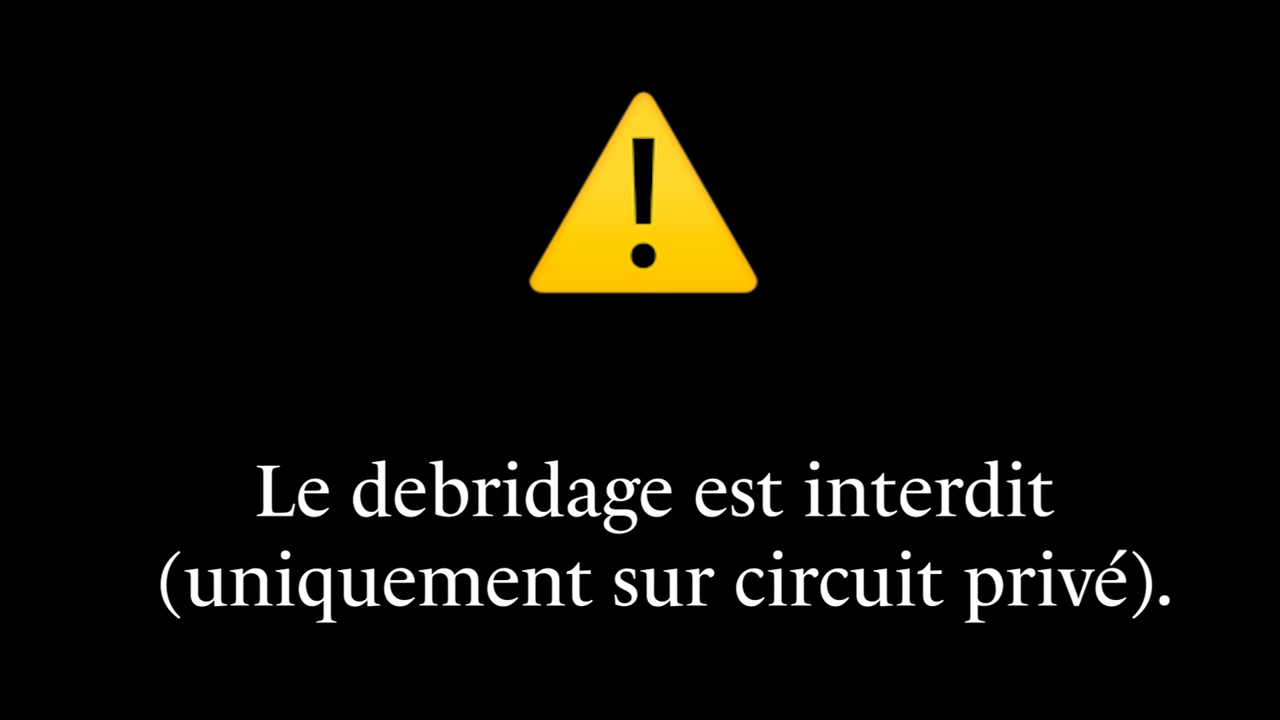 Le debridage est interdit
(uniquement sur circuit privé).